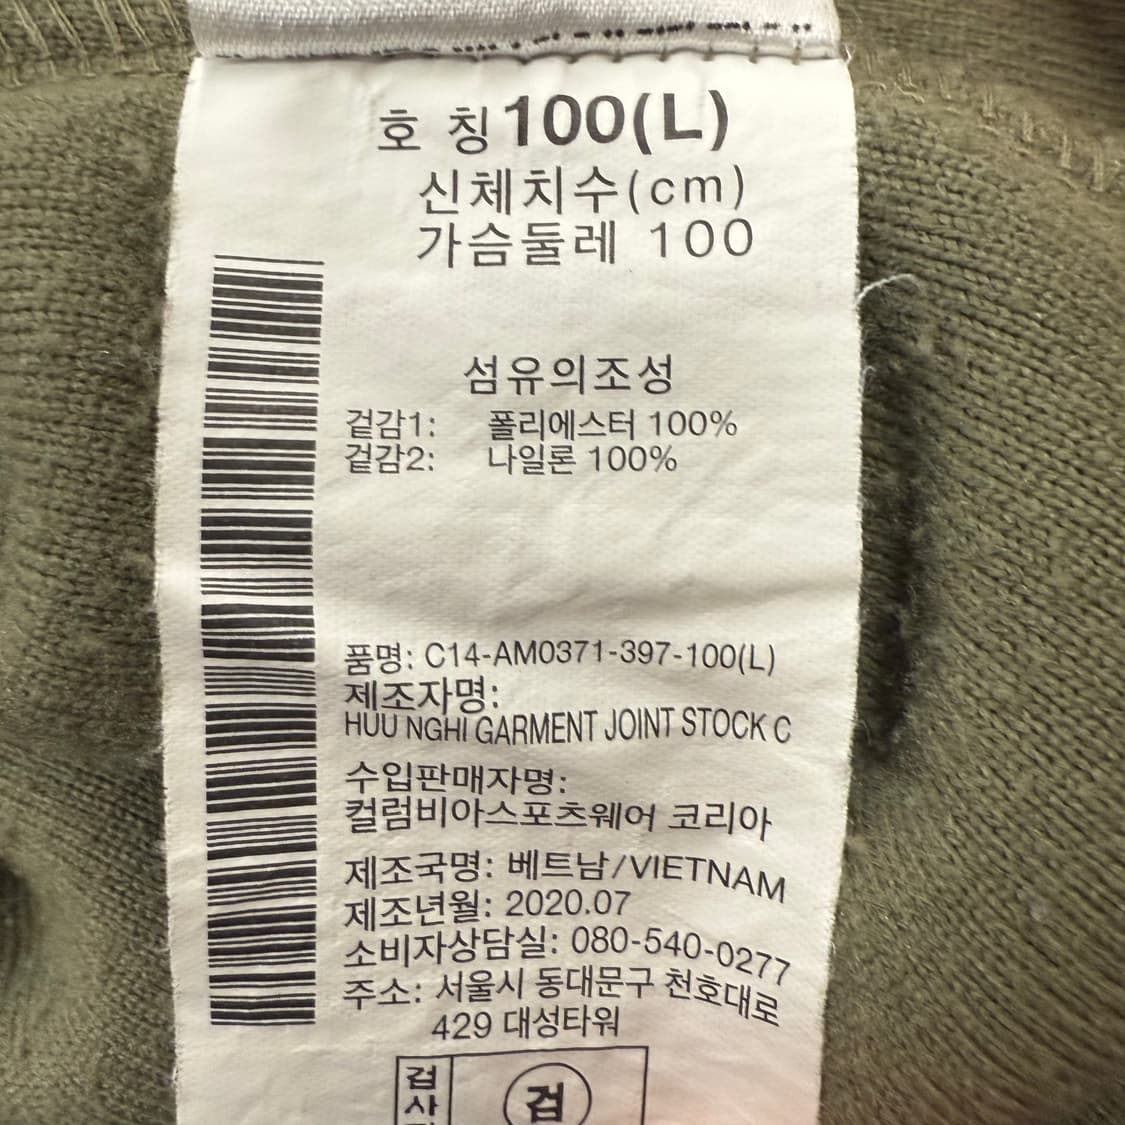 호 칭 100(L)
신체치수(cm)
가슴둘레 100
섬유의조성
겉감1: 폴리에스터 100%
겉감2: 나일론 100%
품명: C14-AM0371-397-100(L)
제조자명:
HUU NGHI GARMENT JOINT STOCK C
수입판매자명:
컬럼비아스포츠웨어 코리아
제조국명: 베트남/VIETNAM
제조년월: 2020.07
소비자상담실: 080-540-0277
주소: 서울시 동대문구 천호대로
429 대성타워
검
사
검